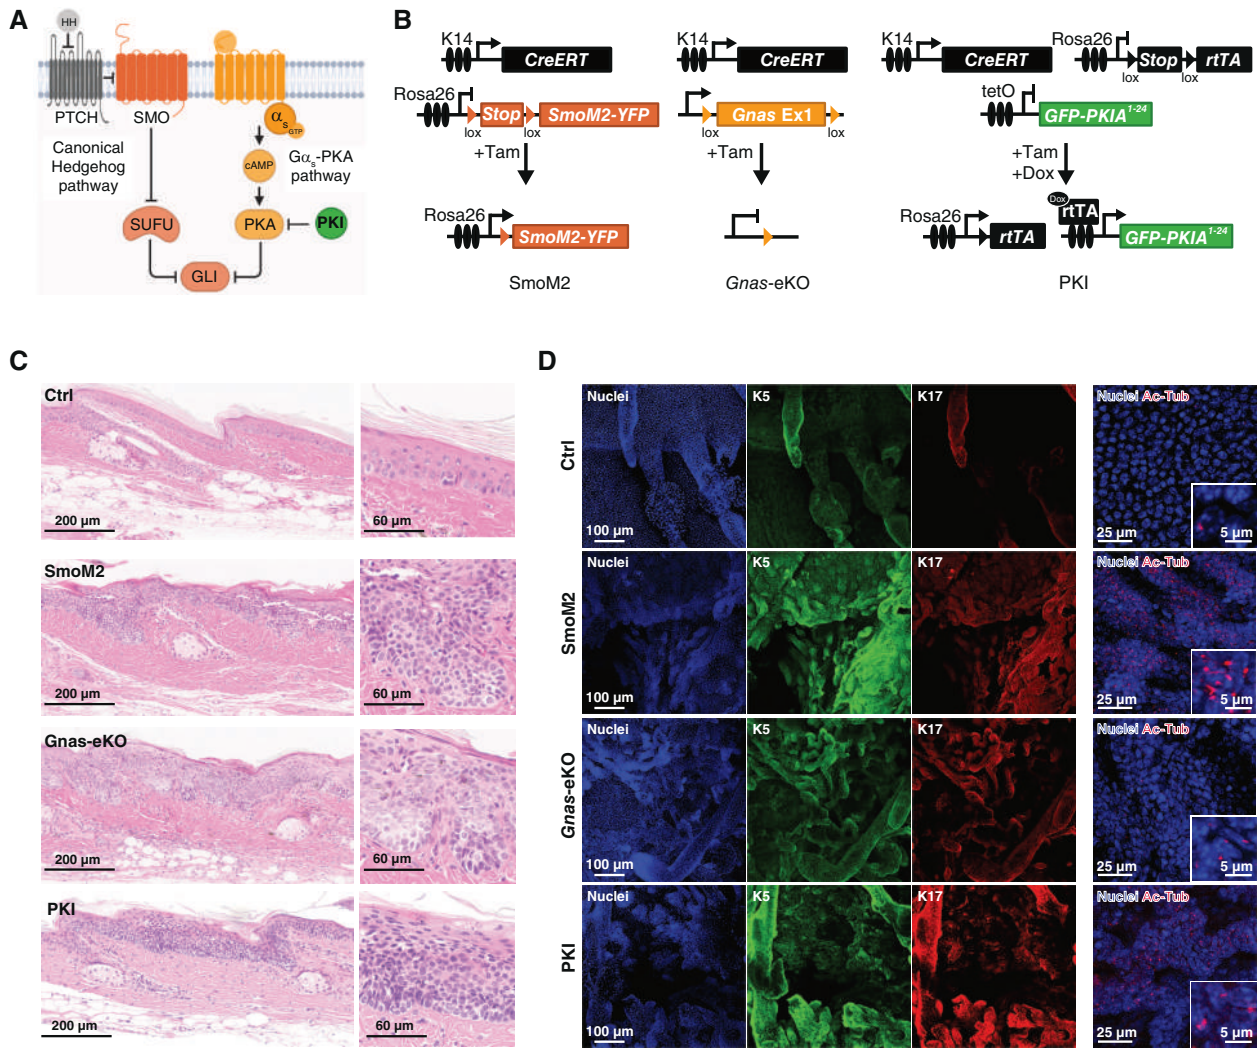 A
HH
PTCH
SMO
αs
GTP
Canonical
Hedgehog
pathway
cAMP
Gαs-PKA
pathway
SUFU
PKA
PKI
GLI
B
K14
CreERT
Rosa26
Stop
SmoM2-YFP
lox
lox
+Tam
Rosa26
SmoM2-YFP
SmoM2
K14
CreERT
Gnas Ex1
lox
lox
+Tam
Gnas-eKO
K14
CreERT
Rosa26
Stop
rtTA
lox
lox
tetO
GFP-PKIA1-24
+Tam
+Dox
Rosa26
rtTA
Dox
rtTA
GFP-PKIA1-24
PKI
C
Ctrl
200 µm
60 µm
SmoM2
200 µm
60 µm
Gnas-eKO
200 µm
60 µm
PKI
200 µm
60 µm
D
Ctrl
Nuclei
K5
K17
Nuclei Ac-Tub
100 µm
25 µm
5 µm
SmoM2
Nuclei
K5
K17
Nuclei Ac-Tub
100 µm
25 µm
5 µm
Gnas-eKO
Nuclei
K5
K17
Nuclei Ac-Tub
100 µm
25 µm
5 µm
PKI
Nuclei
K5
K17
Nuclei Ac-Tub
100 µm
25 µm
5 µm